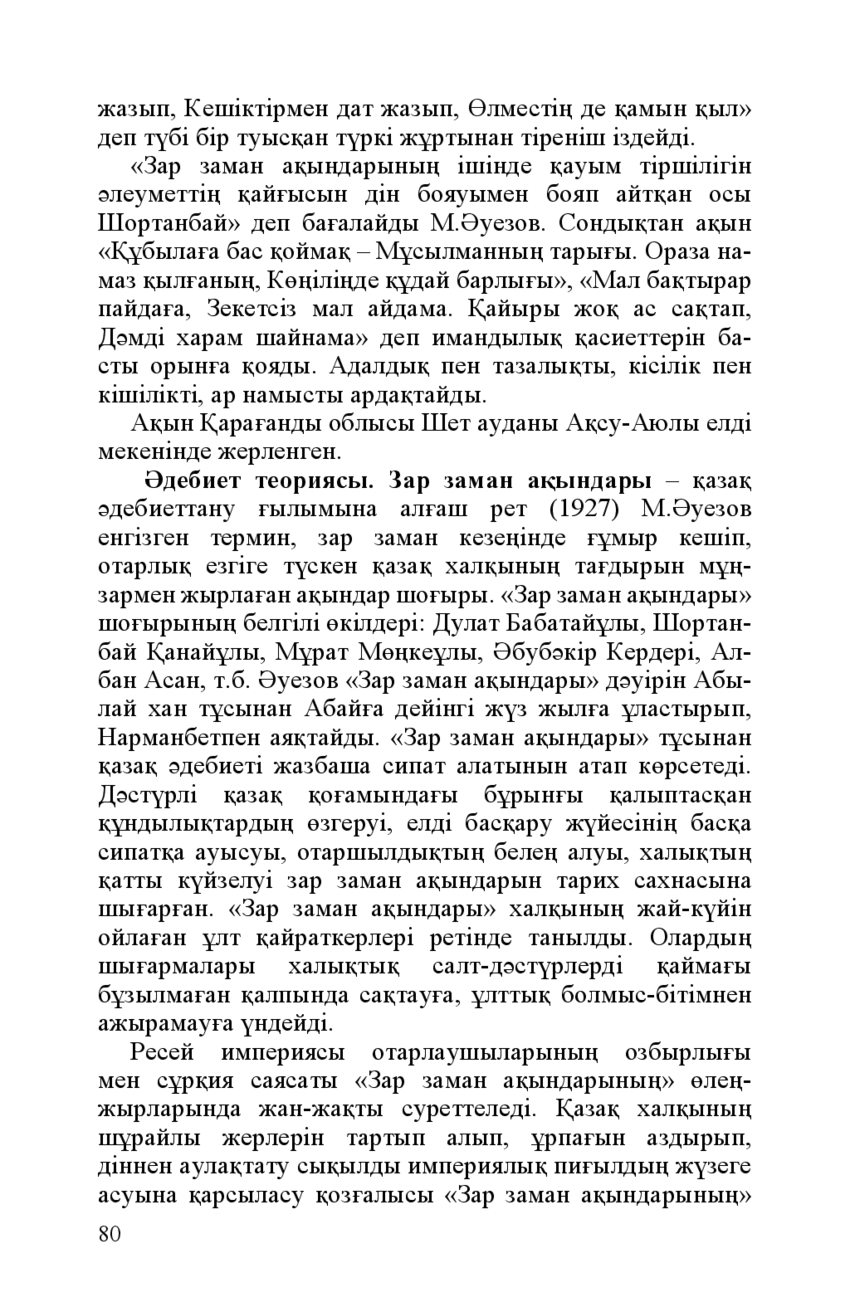 жазып, Кешіктірмен дат жазып, Өлместің де қамын қыл»
деп түбі бір туысқан түркі жұртынан тіреніш іздейді.
«Зар заман ақындарының ішінде қауым тіршілігін
әлеуметтің қайғысын дін бояуымен бояп айтқан осы
Шортанбай» деп бағалайды М.Әуезов. Сондықтан ақын
«Құбылаға бас қоймақ – Мұсылманның тарығы. Ораза на-
маз қылғаның, Көңіліңде құдай барлығы», «Мал бақтырар
пайдаға, Зекетсіз мал айдама. Қайыры жоқ ас сақтап,
Дәмді харам шайнама» деп имандылық қасиеттерін ба-
сты орынға қояды. Адалдық пен тазалықты, кісілік пен
кішілікті, ар намысты ардақтайды.
Ақын Қарағанды облысы Шет ауданы Ақсу-Аюлы елді
мекенінде жерленген.
Әдебиет теориясы. Зар заман ақындары – қазақ
әдебиеттану ғылымына алғаш рет (1927) М.Әуезов
енгізген термин, зар заман кезеңінде ғұмыр кешіп,
отарлық езгіге түскен қазақ халқының тағдырын мұң-
зармен жырлаған ақындар шоғыры. «Зар заман ақындары»
шоғырының белгілі өкілдері: Дулат Бабатайұлы, Шортан-
бай Қанайұлы, Мұрат Мөңкеұлы, Әбубәкір Кердері, Ал-
бан Асан, т.б. Әуезов «Зар заман ақындары» дәуірін Абы-
лай хан тұсынан Абайға дейінгі жүз жылға ұластырып,
Нарманбетпен аяқтайды. «Зар заман ақындары» тұсынан
қазақ әдебиеті жазбаша сипат алатынын атап көрсетеді.
Дәстүрлі қазақ қоғамындағы бұрынғы қалыптасқан
құндылықтардың өзгеруі, елді басқару жүйесінің басқа
сипатқа ауысуы, отаршылдықтың белең алуы, халықтың
қатты күйзелуі зар заман ақындарын тарих сахнасына
шығарған. «Зар заман ақындары» халқының жай-күйін
ойлаған ұлт қайраткерлері ретінде танылды. Олардың
шығармалары халықтық салт-дәстүрлерді қаймағы
бұзылмаған қалпында сақтауға, ұлттық болмыс-бітімнен
ажырамауға үндейді.
Ресей империясы отарлаушыларының озбырлығы
мен сұрқия саясаты «Зар заман ақындарының» өлең-
жырларында жан-жақты суреттеледі. Қазақ халқының
шұрайлы жерлерін тартып алып, ұрпағын аздырып,
діннен аулақтату сықылды империялық пиғылдың жүзеге
асуына қарсыласу қозғалысы «Зар заман ақындарының»
80